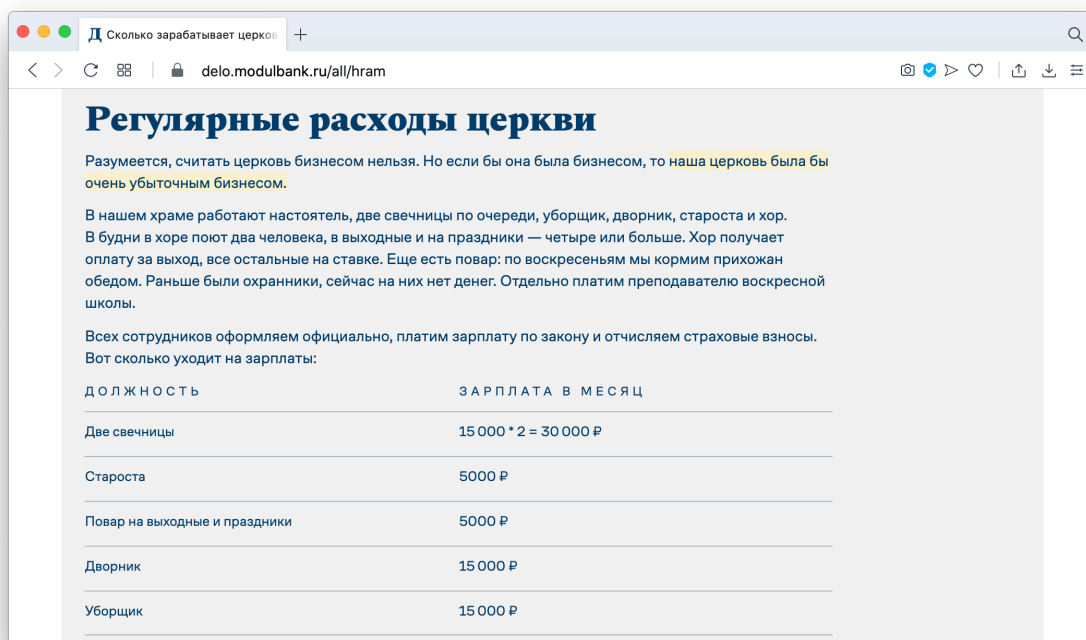 Сколько зарабатывает церков
delo.modulbank.ru/all/hram
Регулярные расходы церкви
Разумеется, считать церковь бизнесом нельзя. Но если бы она была бизнесом, то наша церковь была бы
очень убыточным бизнесом.
В нашем храме работают настоятель, две свечницы по очереди, уборщик, дворник, староста и хор.
В будни в хоре поют два человека, в выходные и на праздники — четыре или больше. Хор получает
оплату за выход, все остальные на ставке. Еще есть повар: по воскресеньям мы кормим прихожан
обедом. Раньше были охранники, сейчас на них нет денег. Отдельно платим преподавателю воскресной
школы.
Всех сотрудников оформляем официально, платим зарплату по закону и отчисляем страховые взносы.
Вот сколько уходит на зарплаты:
ДОЛЖНОСТЬ ЗАРПЛАТА В МЕСЯЦ
Две свечницы 15 000 * 2 = 30 000 ₽
Староста 5000 ₽
Повар на выходные и праздники 5000 ₽
Дворник 15 000 ₽
Уборщик 15 000 ₽